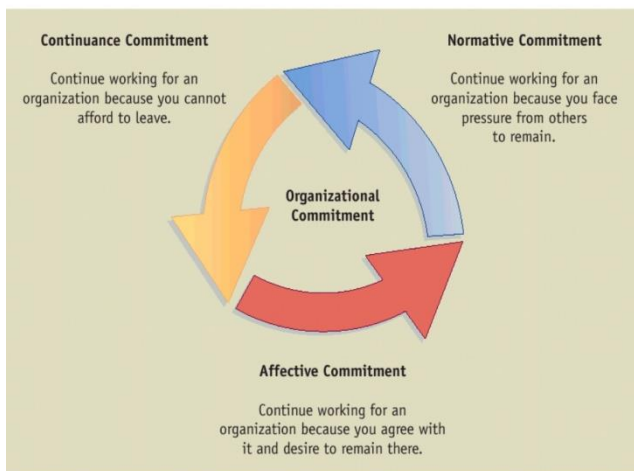 Continuance Commitment
Continue working for an
organization because you cannot
afford to leave.
Normative Commitment
Continue working for an
organization because you face
pressure from others
to remain.
Organizational
Commitment
Affective Commitment
Continue working for an
organization because you agree with
it and desire to remain there.